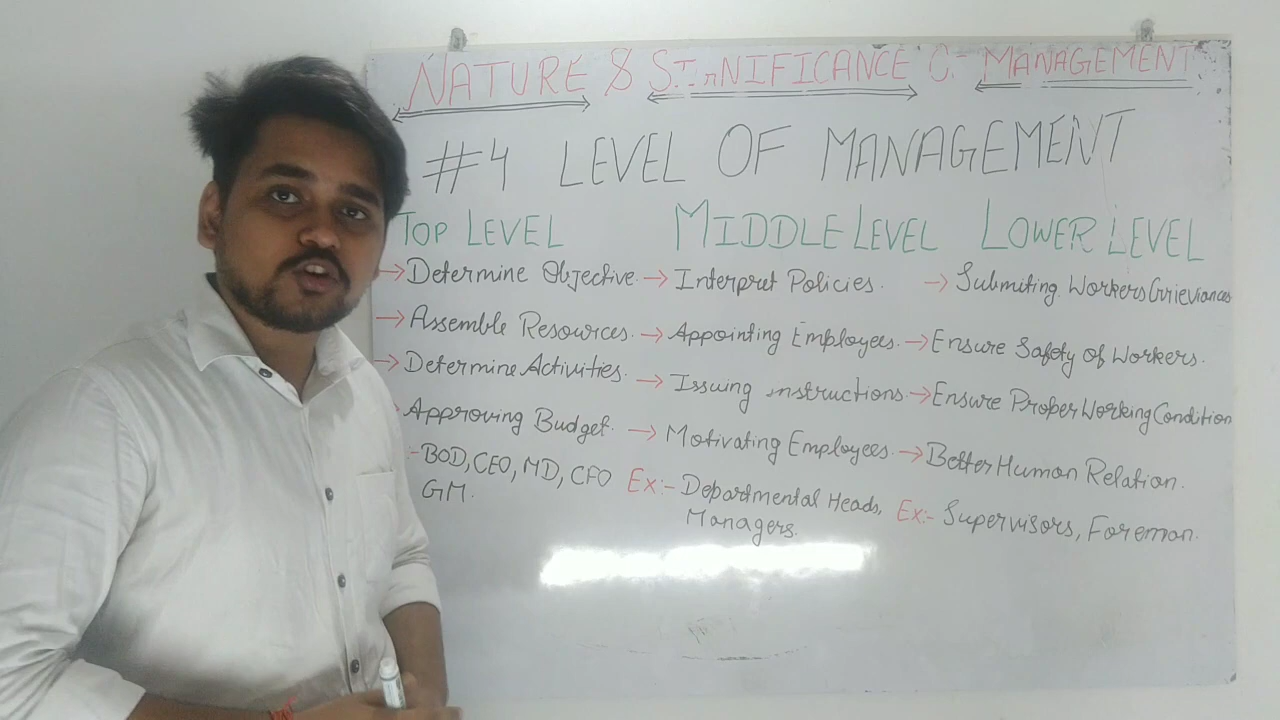 NATURE & SIGNIFICANCE MANAGEMENT
#4 LEVEL OF MANAGEMENT
TOP LEVEL
→ Determine Objective.
→ Assemble Resources.
→ Determine Activities.
Approving Budget.
:- BOD, CEO, MD, CFO
GM.
MIDDLE LEVEL
→ Interpret Policies.
→ Appointing Employees.
→ Issuing instructions.
→ Motivating Employees.
Ex:- Departmental Heads,
Managers.
LOWER LEVEL
→ Submiting Workers Grrieviances
→ Ensure Safety of Workers.
→ Ensure Proper Working Condition
→ Better Human Relation.
Ex:- Supervisors, Foreman.